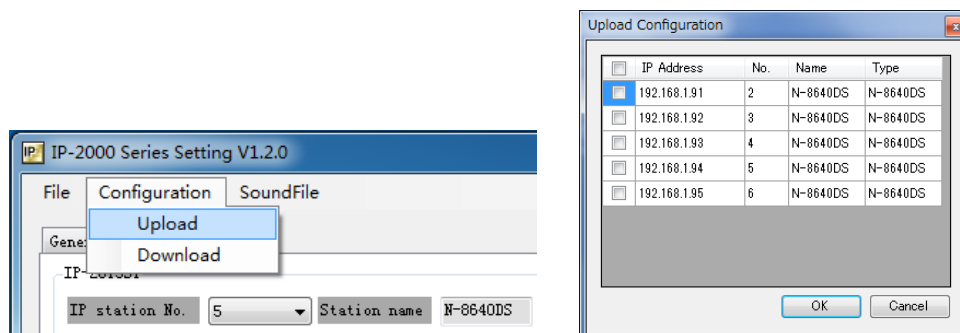 IP-2000 Series Setting V1.2.0
File Configuration SoundFile
Upload
Download
IP station No. 5 Station name N-8640DS
Upload Configuration
IP Address No. Name Type
192.168.1.91 2 N-8640DS N-8640DS
192.168.1.92 3 N-8640DS N-8640DS
192.168.1.93 4 N-8640DS N-8640DS
192.168.1.94 5 N-8640DS N-8640DS
192.168.1.95 6 N-8640DS N-8640DS
OK Cancel